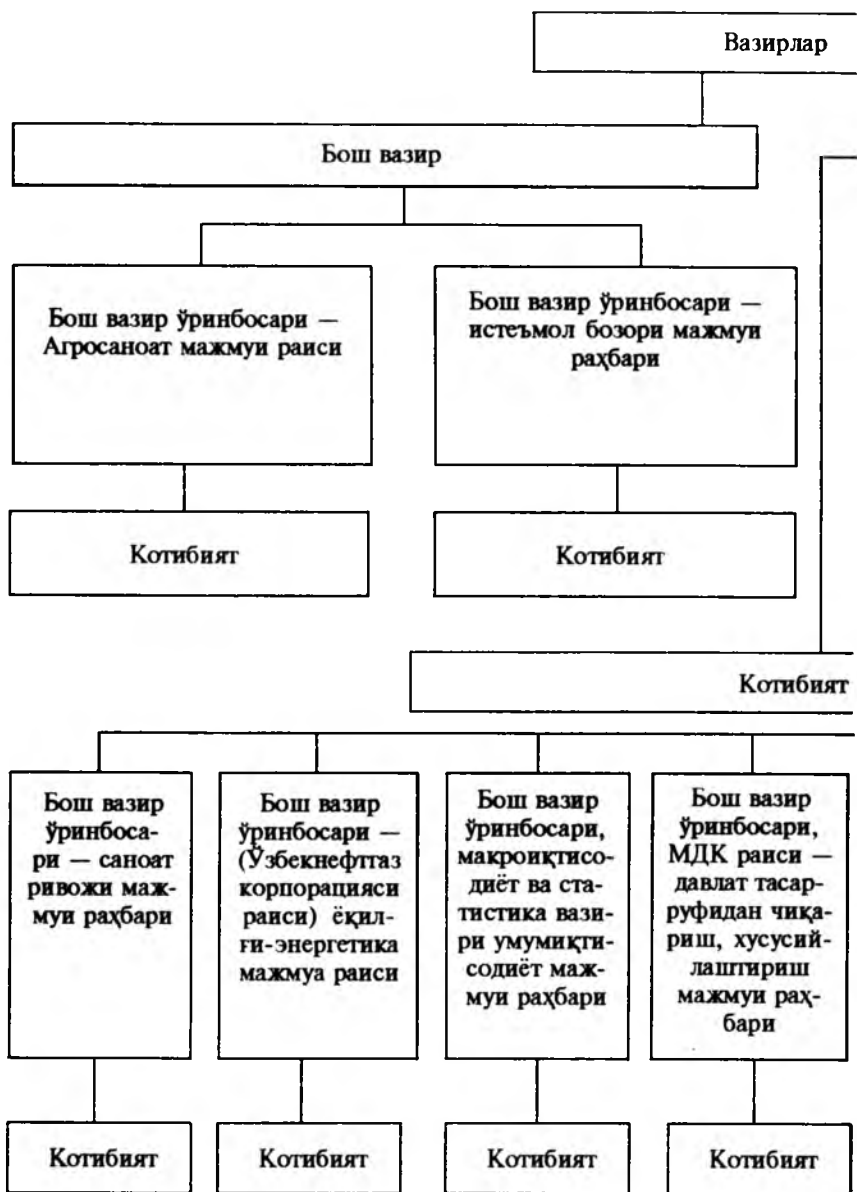 Вазирлар
Бош вазир
Бош вазир ўринбосари —
Агросаноат мажмуи раиси
Бош вазир ўринбосари —
истеъмол бозори мажмуи
раҳбари
Котибият
Котибият
Котибият
Бош вазир
ўринбоса-
ри — саноат
ривожи маж-
муи раҳбари
Бош вазир
ўринбосари —
(Ўзбекнефтгаз
корпорацияси
раиси) ёқил-
ғи-энергетика
мажмуа раиси
Бош вазир
ўринбосари,
макроиқтисо-
диёт ва ста-
тистика вази-
ри умумиқти-
содиёт маж-
муи раҳбари
Бош вазир
ўринбосари,
МДК раиси —
давлат тасар-
руфидан чиқа-
риш, хусусий-
лаштириш
мажмуи раҳ-
бари
Котибият
Котибият
Котибият
Котибият